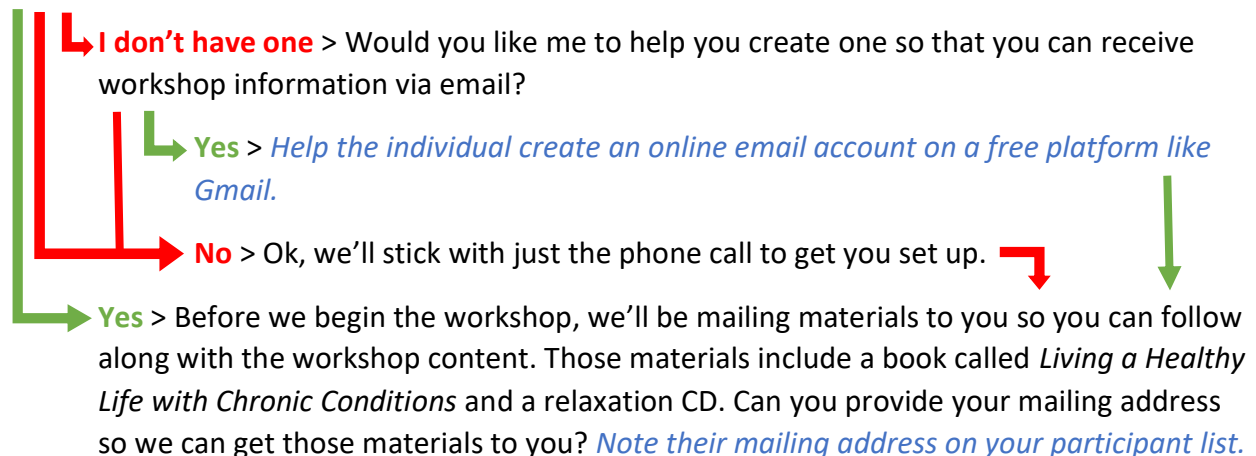 I don’t have one > Would you like me to help you create one so that you can receive
workshop information via email?
Yes > Help the individual create an online email account on a free platform like
Gmail.
No > Ok, we’ll stick with just the phone call to get you set up.
Yes > Before we begin the workshop, we’ll be mailing materials to you so you can follow
along with the workshop content. Those materials include a book called Living a Healthy
Life with Chronic Conditions and a relaxation CD. Can you provide your mailing address
so we can get those materials to you? Note their mailing address on your participant list.